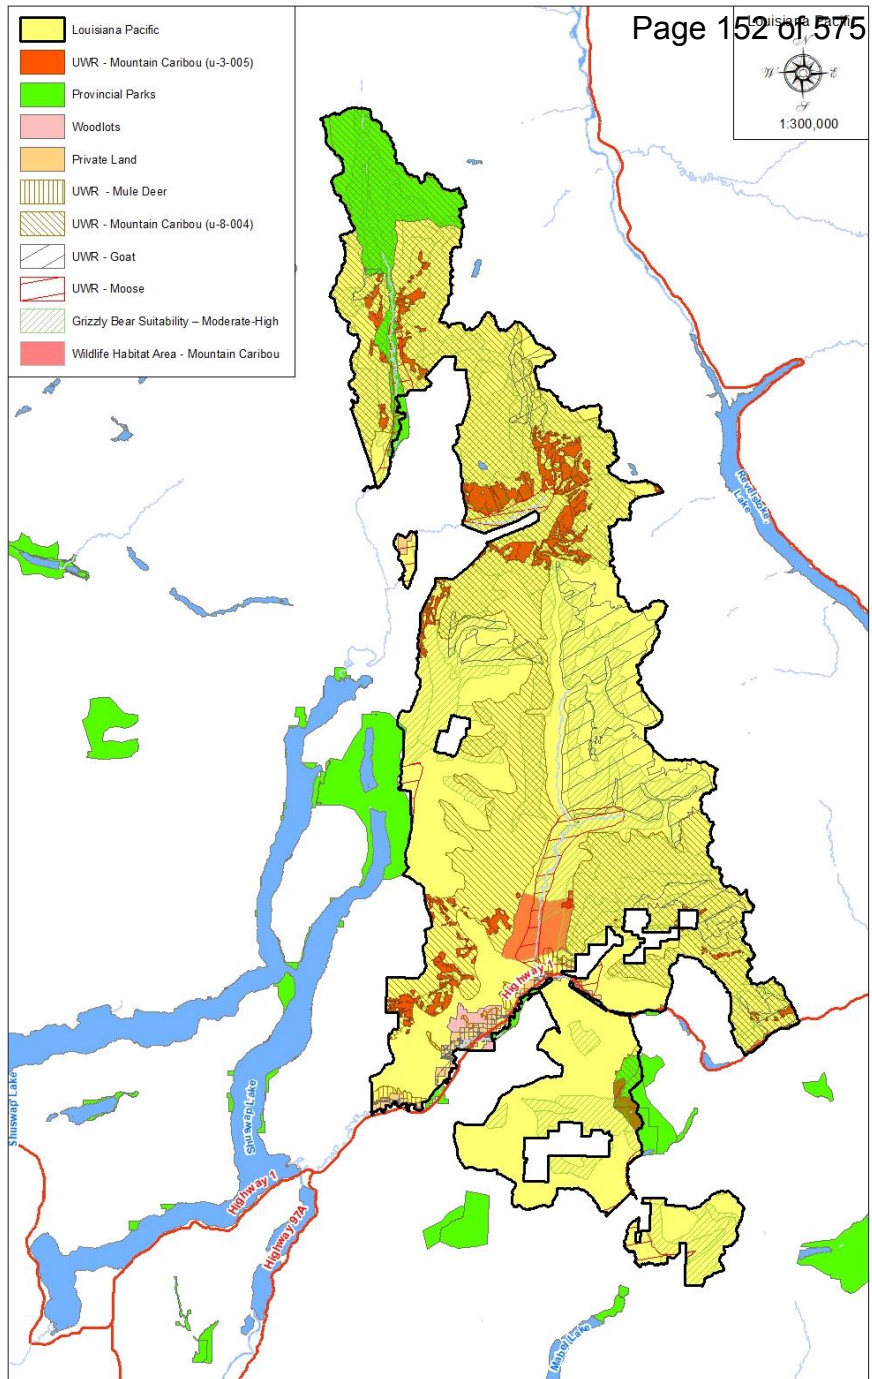 Page 152 of 575
Louisiana Pacific
N
W
E
S
1:300,000
Louisiana Pacific
UWR - Mountain Caribou (u-3-005)
Provincial Parks
Woodlots
Private Land
UWR - Mule Deer
UWR - Mountain Caribou (u-8-004)
UWR - Goat
UWR - Moose
Grizzly Bear Suitability – Moderate-High
Wildlife Habitat Area - Mountain Caribou
Revelstoke
Lake
Highway 1
Shuswap Lake
Shuswap Lake
Highway 1
Highway 97A
Mabel Lake